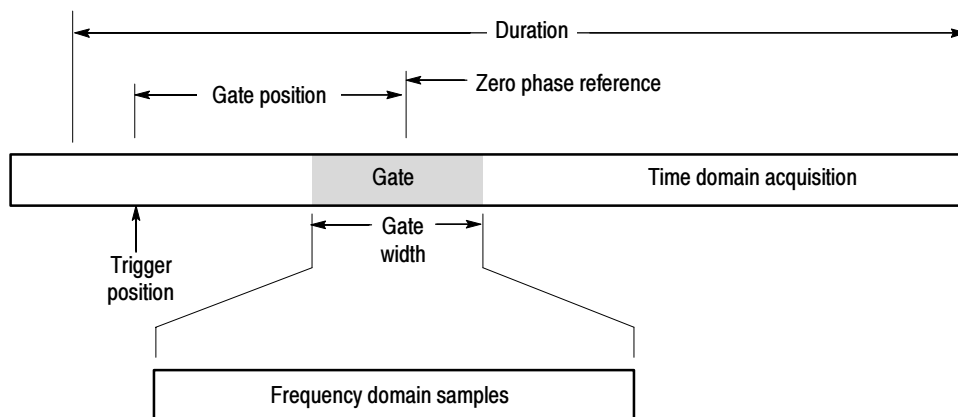 Duration
Zero phase reference
Gate position
Gate
Time domain acquisition
Gate
width
Trigger
position
Frequency domain samples